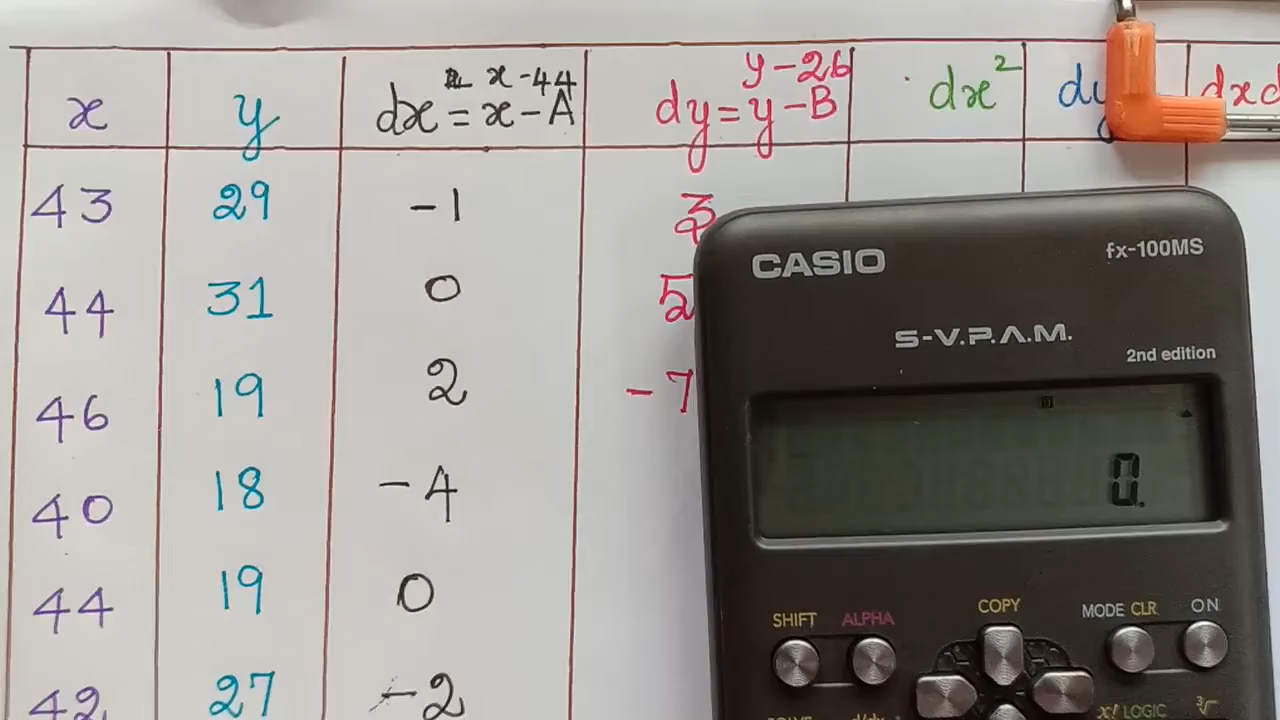 x y dx = x - A x - 44 dy = y - B y - 26 dx² dy dxd
43 29 -1 3
44 31 0 5
46 19 2 -7
40 18 -4
44 19 0
42 27 -2
CASIO fx-100MS
S-V.P.A.M.
2nd edition
0.
SHIFT ALPHA COPY MODE CLR ON
x! LOGIC ³√